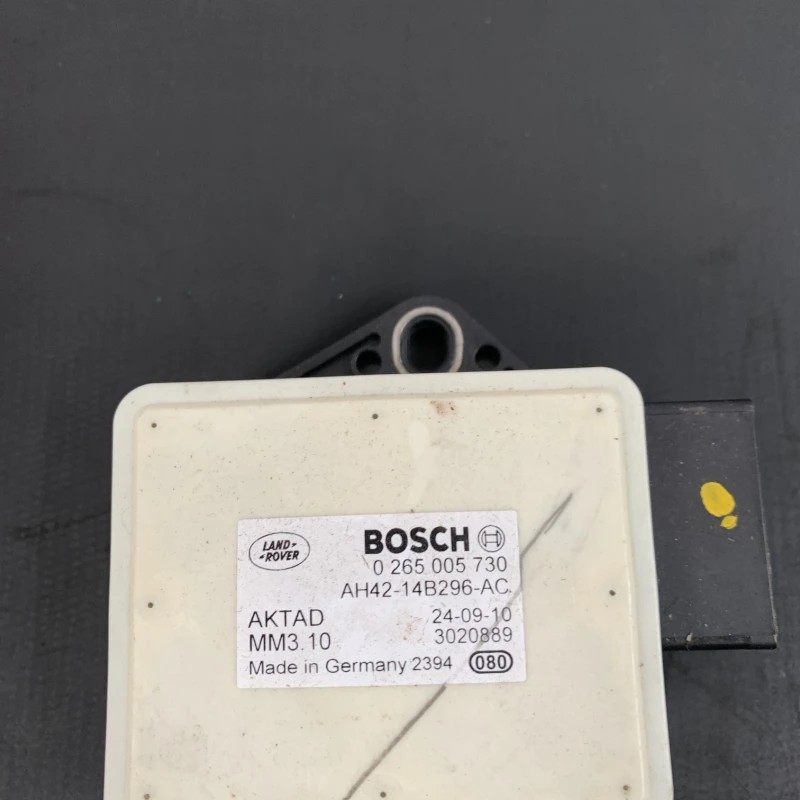 LAND-
-ROVER
BOSCH
0 265 005 730
AH42-14B296-AC
AKTAD 24-09-10
MM3.10 3020889
Made in Germany 2394 080